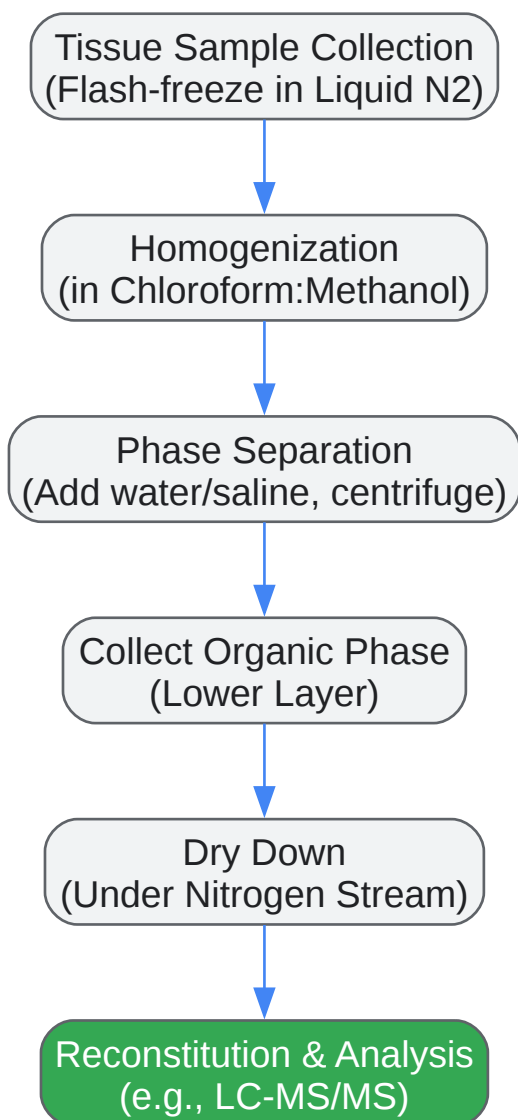 Tissue Sample Collection
(Flash-freeze in Liquid N2)
Homogenization
(in Chloroform:Methanol)
Phase Separation
(Add water/saline, centrifuge)
Collect Organic Phase
(Lower Layer)
Dry Down
(Under Nitrogen Stream)
Reconstitution & Analysis
(e.g., LC-MS/MS)